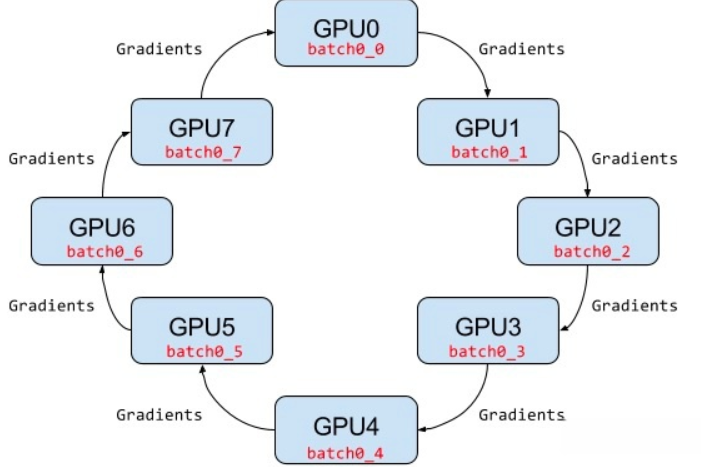 GPU0
batch0_0
Gradients
Gradients
GPU7
batch0_7
GPU1
batch0_1
Gradients
Gradients
GPU6
batch0_6
GPU2
batch0_2
Gradients
Gradients
GPU5
batch0_5
GPU3
batch0_3
Gradients
Gradients
GPU4
batch0_4